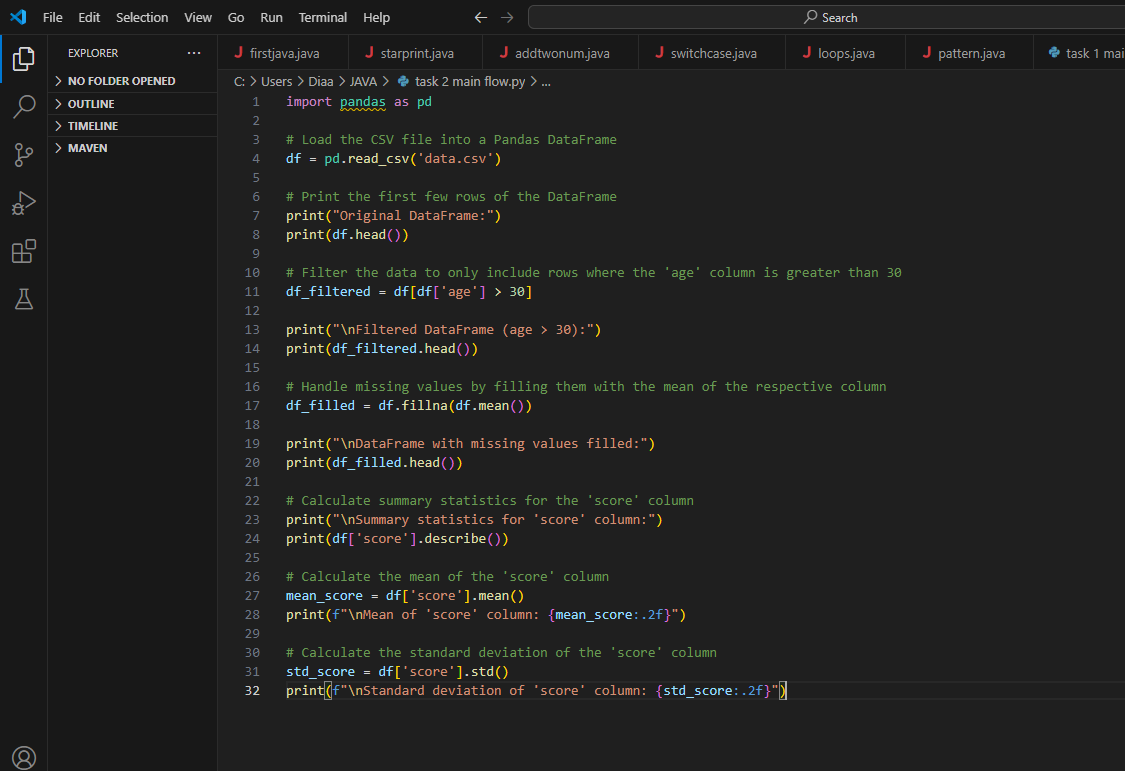 File Edit Selection View Go Run Terminal Help Search
EXPLORER ...
NO FOLDER OPENED
OUTLINE
TIMELINE
MAVEN
J firstjava.java J starprint.java J addtwonum.java J switchcase.java J loops.java J pattern.java task 1 mai
C: > Users > Diaa > JAVA > task 2 main flow.py > ...
1 import pandas as pd
2
3 # Load the CSV file into a Pandas DataFrame
4 df = pd.read_csv('data.csv')
5
6 # Print the first few rows of the DataFrame
7 print("Original DataFrame:")
8 print(df.head())
9
10 # Filter the data to only include rows where the 'age' column is greater than 30
11 df_filtered = df[df['age'] > 30]
12
13 print("\nFiltered DataFrame (age > 30):")
14 print(df_filtered.head())
15
16 # Handle missing values by filling them with the mean of the respective column
17 df_filled = df.fillna(df.mean())
18
19 print("\nDataFrame with missing values filled:")
20 print(df_filled.head())
21
22 # Calculate summary statistics for the 'score' column
23 print("\nSummary statistics for 'score' column:")
24 print(df['score'].describe())
25
26 # Calculate the mean of the 'score' column
27 mean_score = df['score'].mean()
28 print(f"\nMean of 'score' column: {mean_score:.2f}")
29
30 # Calculate the standard deviation of the 'score' column
31 std_score = df['score'].std()
32 print(f"\nStandard deviation of 'score' column: {std_score:.2f}")